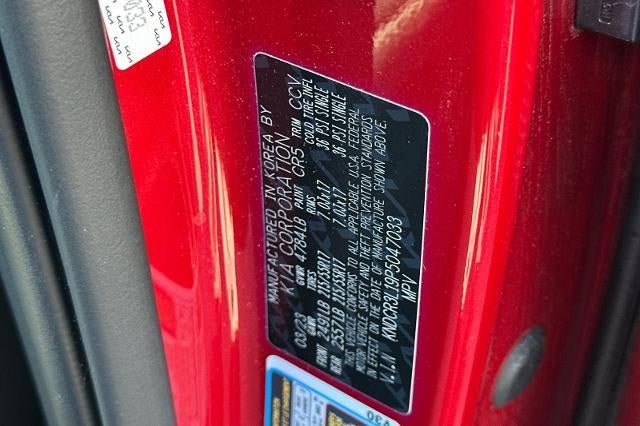 MANUFACTURED IN KOREA BY
KIA CORPORATION
03/23 GVWR 4784LB PAINT CR5 TRIM CCV
GAWR TIRES RIMS COLD TIRE INFL
FRONT 2491LB 215/55R17 7.0Jx17 36 PSI SINGLE
REAR 2557LB 215/55R17 7.0Jx17 36 PSI SINGLE
THIS VEHICLE CONFORMS TO ALL APPLICABLE U.S.A. FEDERAL
MOTOR VEHICLE SAFETY AND THEFT PREVENTION STANDARDS
IN EFFECT ON THE DATE OF MANUFACTURE SHOWN ABOVE
V.I.N KNDCR3L19P5047033
MPV